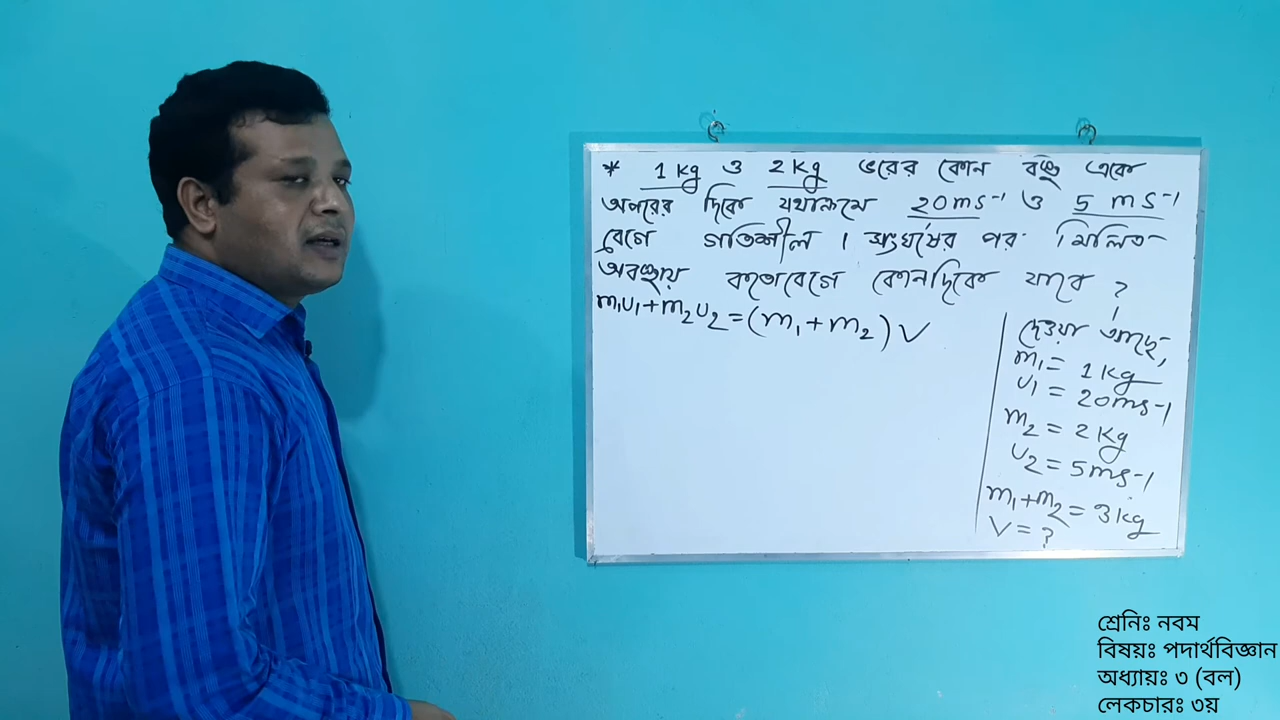 * 1 kg ও 2 kg ভরের কোন বস্তু একে
অপরের দিকে যথাক্রমে 20 ms⁻¹ ও 5 ms⁻¹
বেগে গতিশীল। সংঘর্ষের পর মিলিত
অবস্থায় কতোবেগে কোনদিকে যাবে ?
m₁u₁+m₂u₂=(m₁+m₂)v
দেওয়া আছে,
m₁= 1 kg
u₁ = 20ms⁻¹
m₂ = 2 kg
u₂ = 5ms⁻¹
m₁+m₂ = 3 kg
v = ?
শ্রেনিঃ নবম
বিষয়ঃ পদার্থবিজ্ঞান
অধ্যায়ঃ ৩ (বল)
লেকচারঃ ৩য়